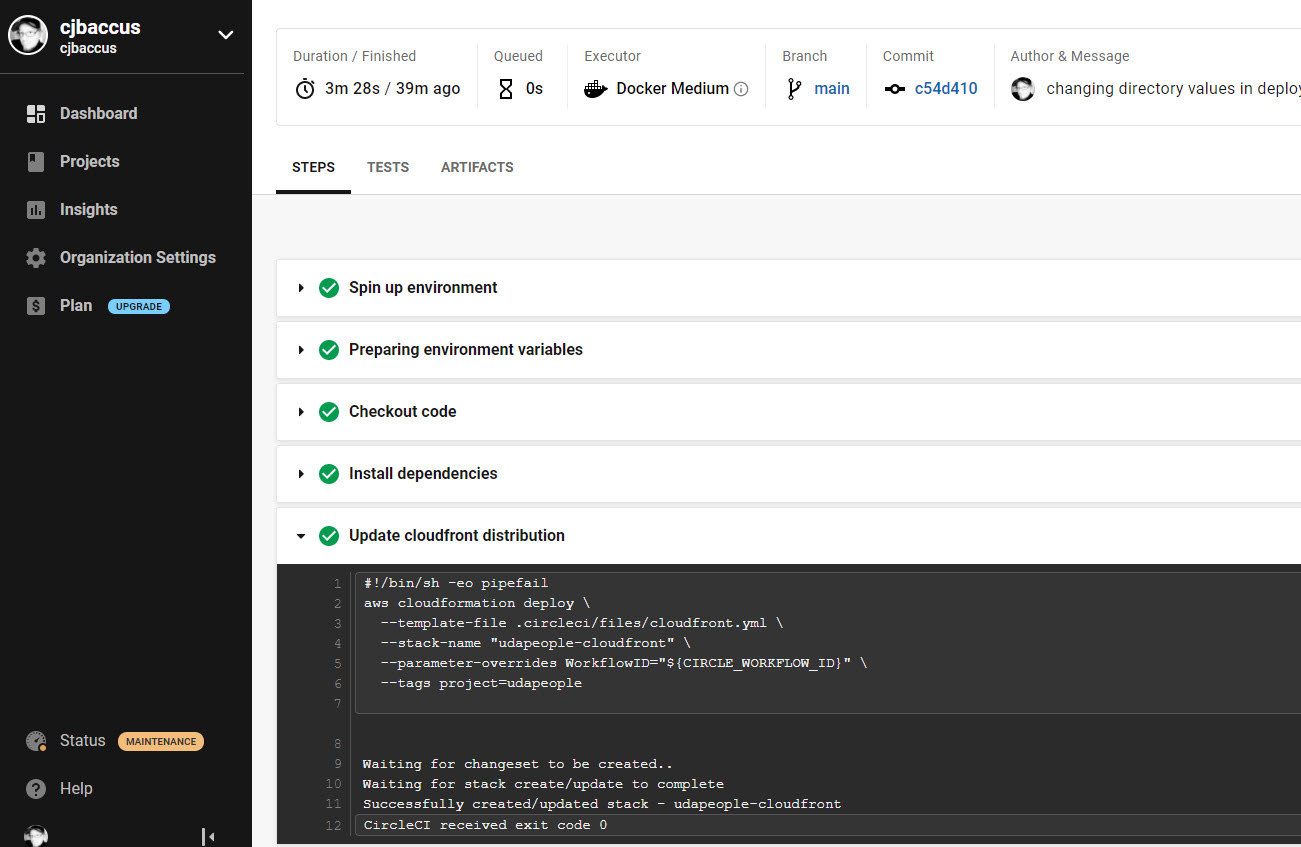 cjbaccus
cjbaccus
Dashboard
Projects
Insights
Organization Settings
Plan UPGRADE
Status MAINTENANCE
Help
Duration / Finished
3m 28s / 39m ago
Queued
0s
Executor
Docker Medium
Branch
main
Commit
c54d410
Author & Message
changing directory values in deploy
STEPS TESTS ARTIFACTS
Spin up environment
Preparing environment variables
Checkout code
Install dependencies
Update cloudfront distribution
1 #!/bin/sh -eo pipefail
2 aws cloudformation deploy \
3 --template-file .circleci/files/cloudfront.yml \
4 --stack-name "udapeople-cloudfront" \
5 --parameter-overrides WorkflowID="${CIRCLE_WORKFLOW_ID}" \
6 --tags project=udapeople
7
8
9 Waiting for changeset to be created..
10 Waiting for stack create/update to complete
11 Successfully created/updated stack - udapeople-cloudfront
12 CircleCI received exit code 0